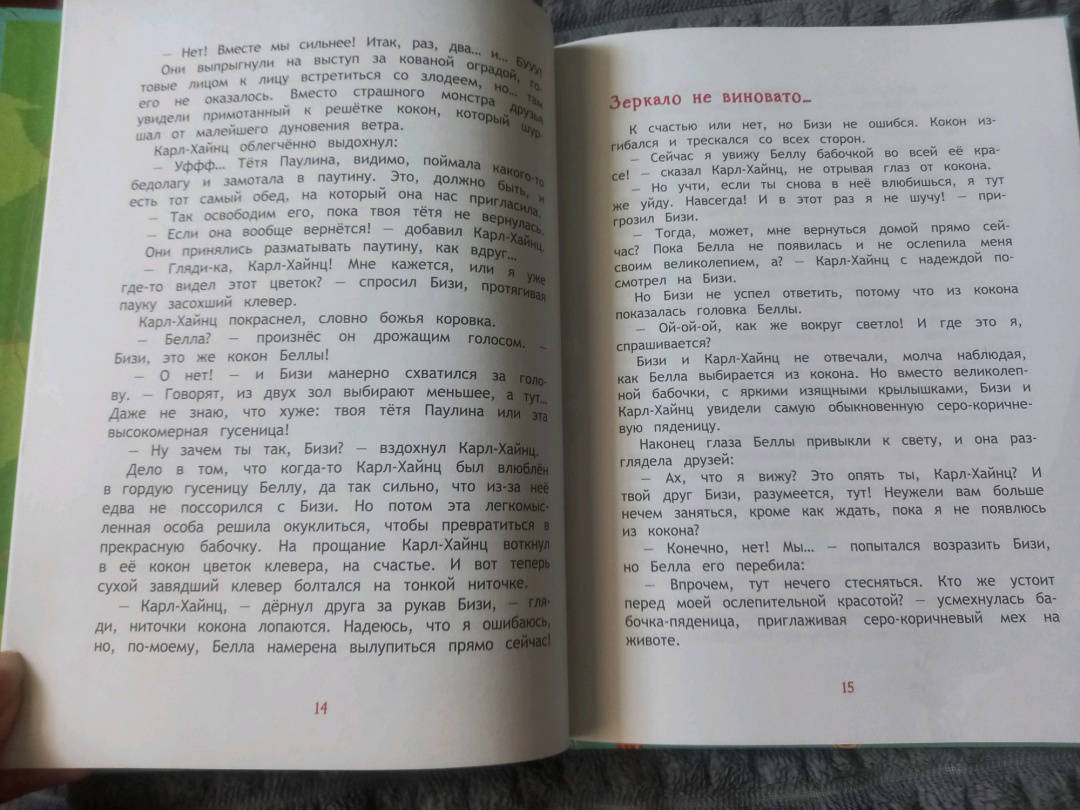 — Нет! Вместе мы сильнее! Итак, раз, два... и... БУУУ!
Они выпрыгнули на выступ за кованой оградой, го-
товые лицом к лицу встретиться со злодеем, но... там
его не оказалось. Вместо страшного монстра друзья
увидели примотанный к решётке кокон, который шур-
шал от малейшего дуновения ветра.
Карл-Хайнц облегчённо выдохнул:
— Уффф... Тётя Паулина, видимо, поймала какого-то
бедолагу и замотала в паутину. Это, должно быть, и
есть тот самый обед, на который она нас пригласила.
— Так освободим его, пока твоя тётя не вернулась.
— Если она вообще вернётся! — добавил Карл-Хайнц.
Они принялись разматывать паутину, как вдруг...
— Гляди-ка, Карл-Хайнц! Мне кажется, или я уже
где-то видел этот цветок? — спросил Бизи, протягивая
пауку засохший клевер.
Карл-Хайнц покраснел, словно божья коровка.
— Белла? — произнёс он дрожащим голосом. —
Бизи, это же кокон Беллы!
— О нет! — и Бизи манерно схватился за голо-
ву. — Говорят, из двух зол выбирают меньшее, а тут...
Даже не знаю, что хуже: твоя тётя Паулина или эта
высокомерная гусеница!
— Ну зачем ты так, Бизи? — вздохнул Карл-Хайнц.
Дело в том, что когда-то Карл-Хайнц был влюблён
в гордую гусеницу Беллу, да так сильно, что из-за неё
едва не поссорился с Бизи. Но потом эта легкомыс-
ленная особа решила окуклиться, чтобы превратиться в
прекрасную бабочку. На прощание Карл-Хайнц воткнул
в её кокон цветок клевера, на счастье. И вот теперь
сухой завядший клевер болтался на тонкой ниточке.
— Карл-Хайнц, — дёрнул друга за рукав Бизи, — гля-
ди, ниточки кокона лопаются. Надеюсь, что я ошибаюсь,
но, по-моему, Белла намерена вылупиться прямо сейчас!
14
Зеркало не виновато...
К счастью или нет, но Бизи не ошибся. Кокон из-
гибался и трескался со всех сторон.
— Сейчас я увижу Беллу бабочкой во всей её кра-
се! — сказал Карл-Хайнц, не отрывая глаз от кокона.
— Но учти, если ты снова в неё влюбишься, я тут
же уйду. Навсегда! И в этот раз я не шучу! — при-
грозил Бизи.
— Тогда, может, мне вернуться домой прямо сей-
час? Пока Белла не появилась и не ослепила меня
своим великолепием, а? — Карл-Хайнц с надеждой по-
смотрел на Бизи.
Но Бизи не успел ответить, потому что из кокона
показалась головка Беллы.
— Ой-ой-ой, как же вокруг светло! И где это я,
спрашивается?
Бизи и Карл-Хайнц не отвечали, молча наблюдая,
как Белла выбирается из кокона. Но вместо великолеп-
ной бабочки, с яркими изящными крылышками, Бизи и
Карл-Хайнц увидели самую обыкновенную серо-коричне-
вую пяденицу.
Наконец глаза Беллы привыкли к свету, и она раз-
глядела друзей:
— Ах, что я вижу? Это опять ты, Карл-Хайнц? И
твой друг Бизи, разумеется, тут! Неужели вам больше
нечем заняться, кроме как ждать, пока я не появлюсь
из кокона?
— Конечно, нет! Мы... — попытался возразить Бизи,
но Белла его перебила:
— Впрочем, тут нечего стесняться. Кто же устоит
перед моей ослепительной красотой? — усмехнулась ба-
бочка-пяденица, приглаживая серо-коричневый мех на
животе.
15